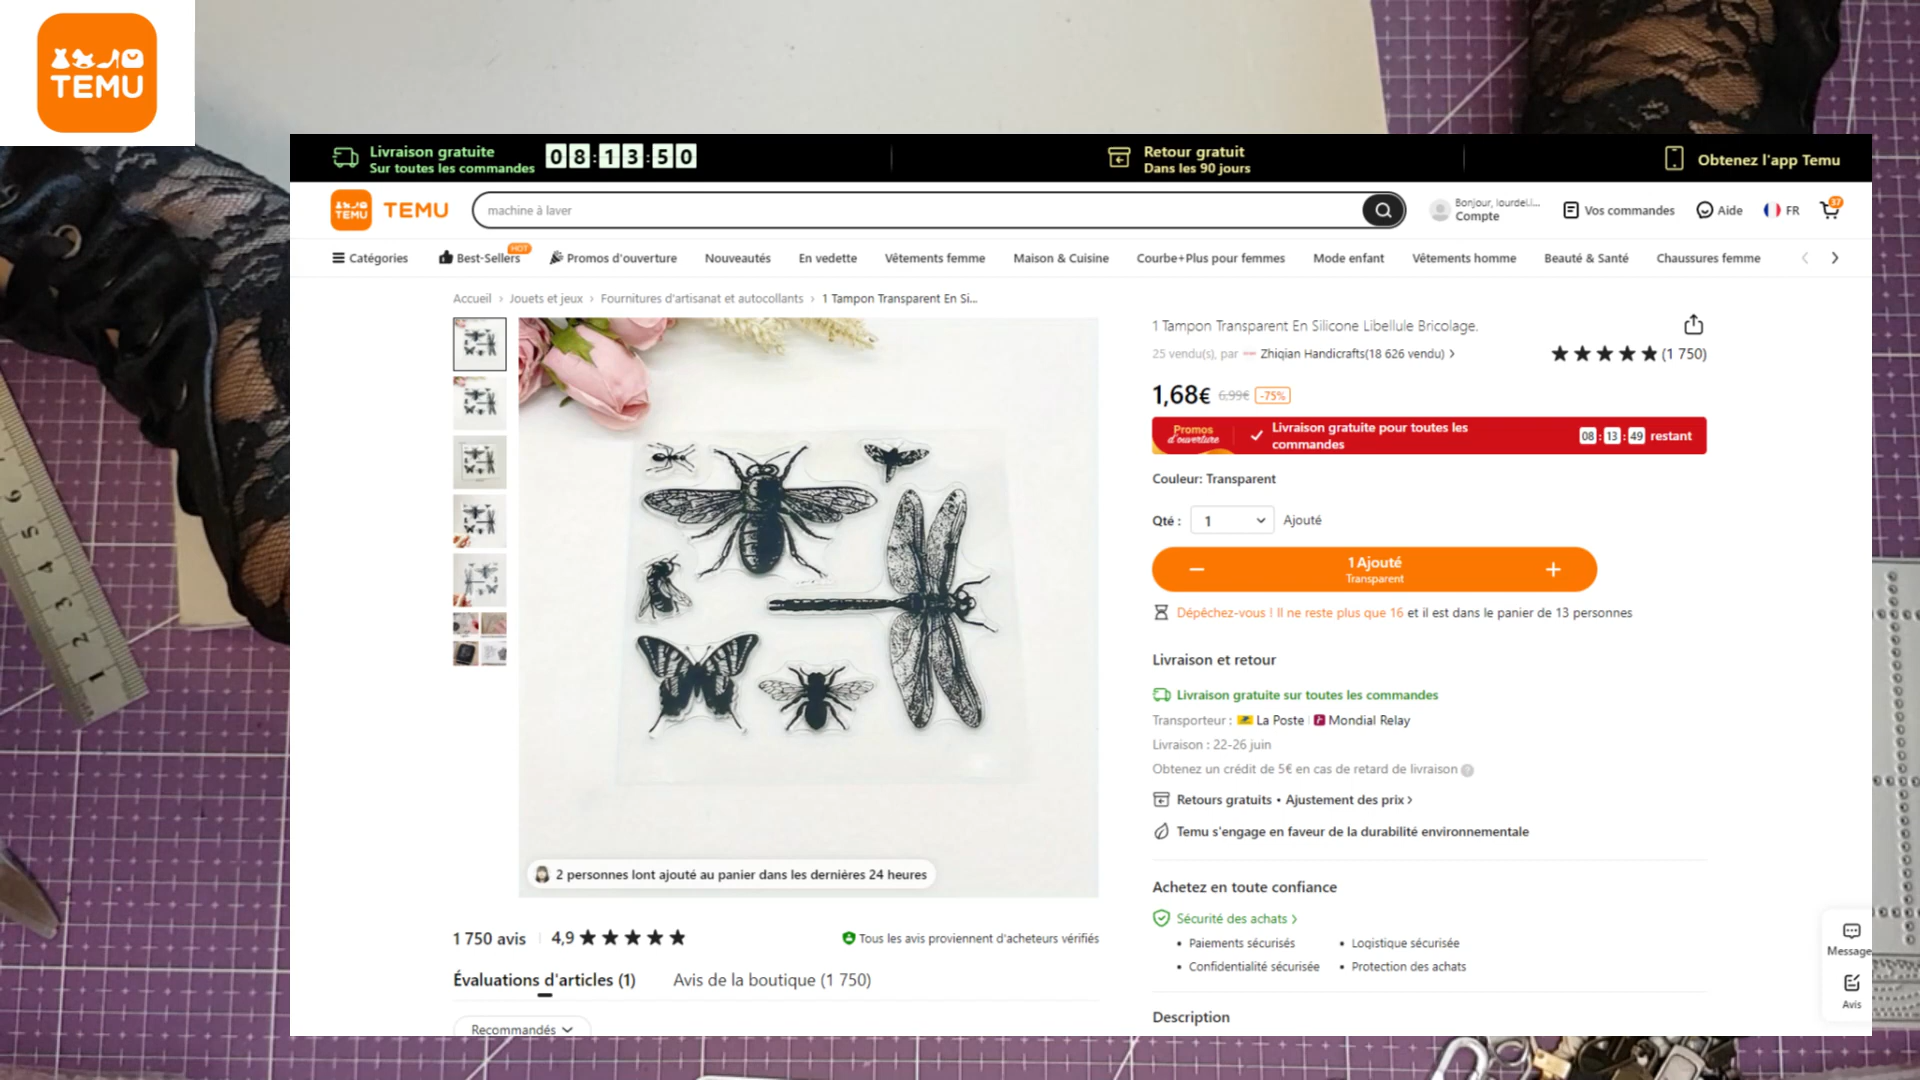 TEMU
Livraison gratuite
Sur toutes les commandes
08:13:50
Retour gratuit
Dans les 90 jours
Obtenez l'app Temu
TEMU
TEMU
machine à laver
Bonjour, lourdel.l...
Compte
Vos commandes
Aide
FR
37
Catégories
Best-Sellers
HOT
Promos d'ouverture
Nouveautés
En vedette
Vêtements femme
Maison & Cuisine
Courbe+Plus pour femmes
Mode enfant
Vêtements homme
Beauté & Santé
Chaussures femme
Accueil > Jouets et jeux > Fournitures d'artisanat et autocollants > 1 Tampon Transparent En Si...
1 Tampon Transparent En Silicone Libellule Bricolage.
25 vendu(s), par Zhiqian Handicrafts(18 626 vendu) >
(1 750)
1,68€ 6,99€ -75%
Promos
d'ouverture
Livraison gratuite pour toutes les
commandes
08:13:49 restant
Couleur: Transparent
Qté : 1 Ajouté
− 1 Ajouté +
Transparent
Dépêchez-vous ! Il ne reste plus que 16 et il est dans le panier de 13 personnes
Livraison et retour
Livraison gratuite sur toutes les commandes
Transporteur : La Poste | Mondial Relay
Livraison : 22-26 juin
Obtenez un crédit de 5€ en cas de retard de livraison ?
Retours gratuits • Ajustement des prix >
Temu s'engage en faveur de la durabilité environnementale
Achetez en toute confiance
Sécurité des achats >
• Paiements sécurisés • Logistique sécurisée
• Confidentialité sécurisée • Protection des achats
Description
2 personnes lont ajouté au panier dans les dernières 24 heures
1 750 avis | 4,9
Tous les avis proviennent d'acheteurs vérifiés
Évaluations d'articles (1)
Avis de la boutique (1 750)
Recommandés
Message
Avis
6
5
4
3
2
1